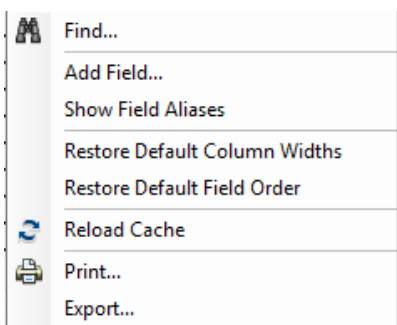 Find...
Add Field...
Show Field Aliases
Restore Default Column Widths
Restore Default Field Order
Reload Cache
Print...
Export...